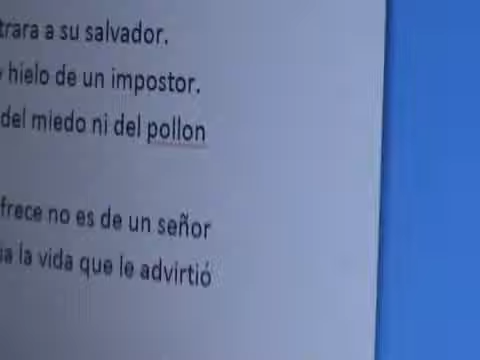 trara a su salvador.
hielo de un impostor.
del miedo ni del pollon
frece no es de un señor
la vida que le advirtió